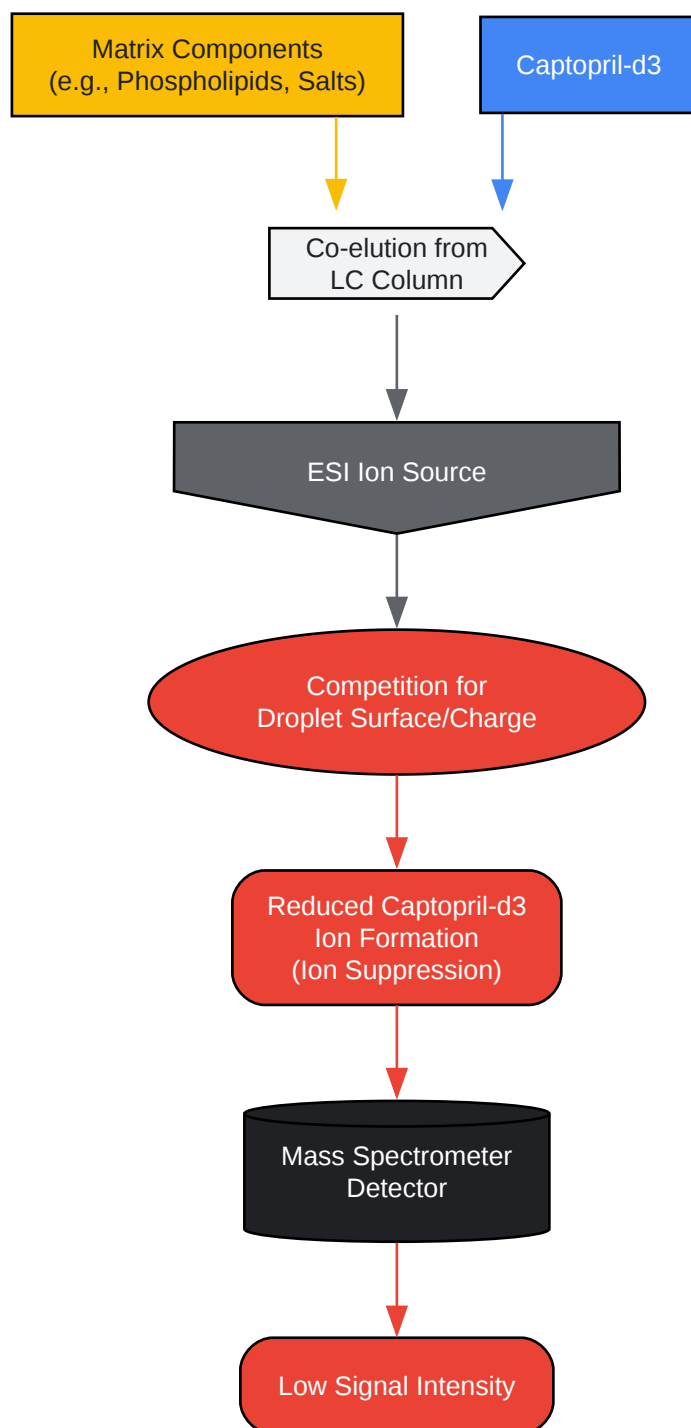 Matrix Components
(e.g., Phospholipids, Salts)
Captopril-d3
Co-elution from
LC Column
ESI Ion Source
Competition for
Droplet Surface/Charge
Reduced Captopril-d3
Ion Formation
(Ion Suppression)
Mass Spectrometer
Detector
Low Signal Intensity